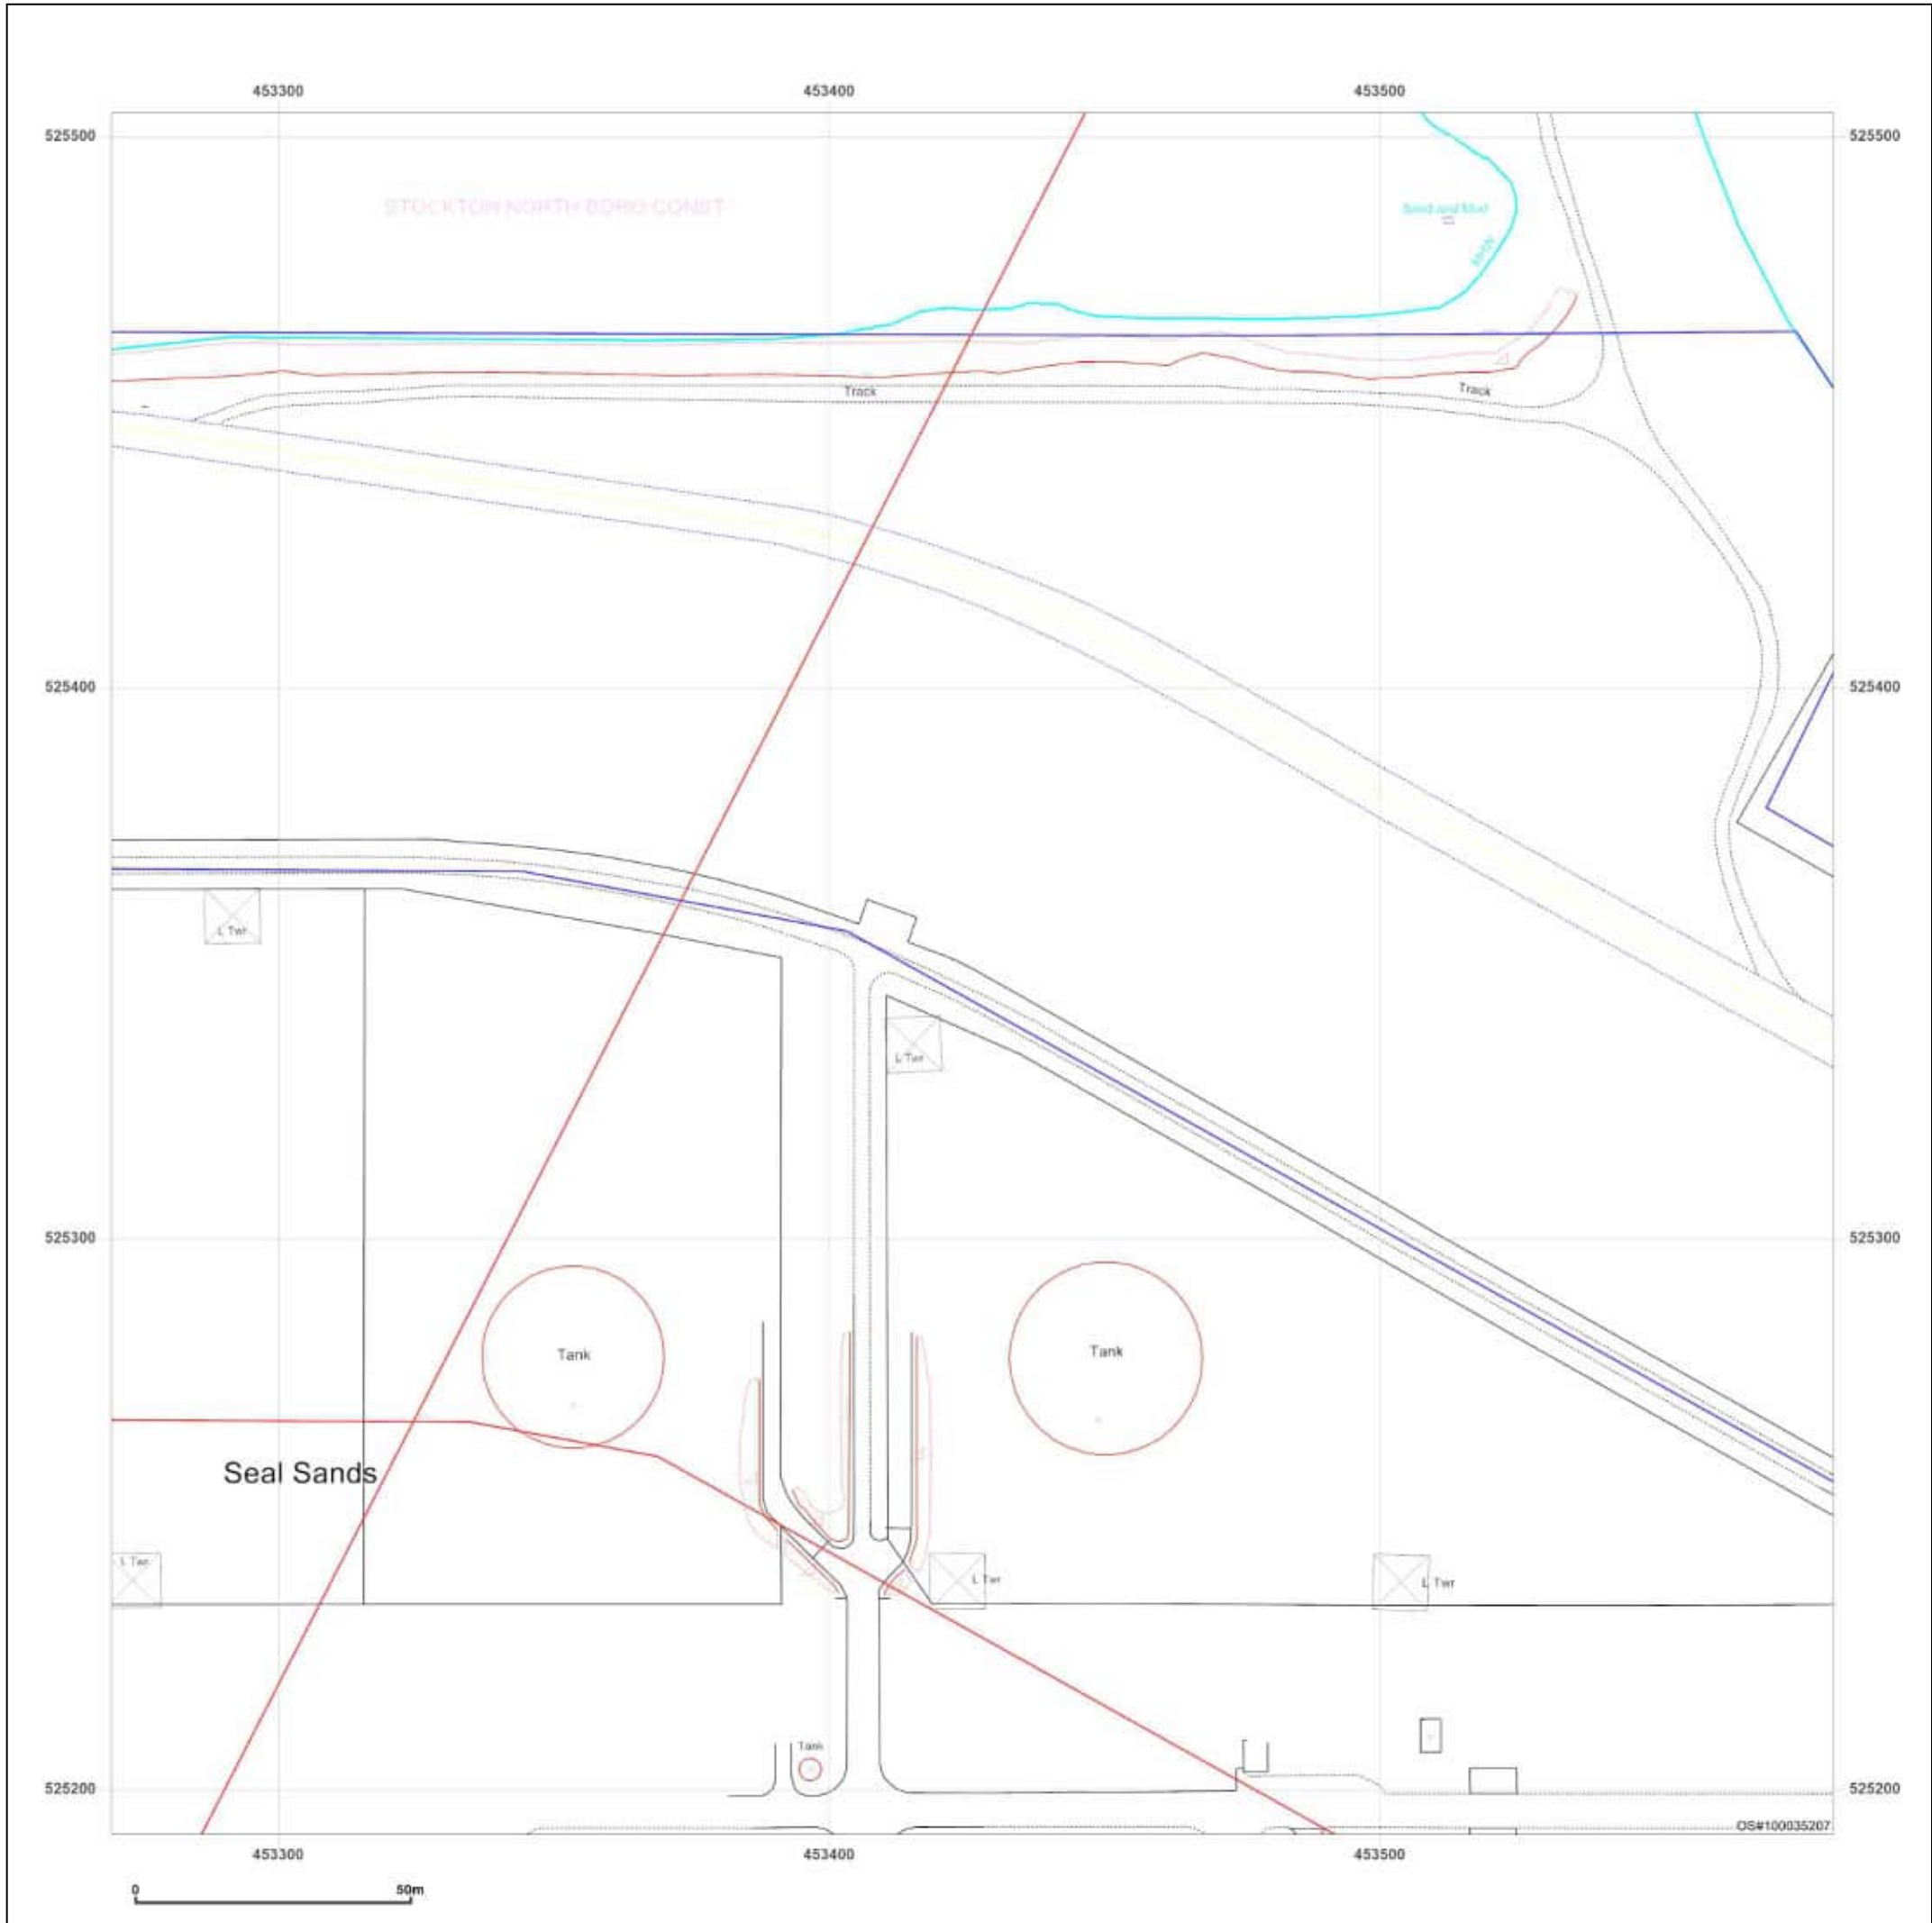 453300 453400 453500
525500 525500
STOCKTON NORTH BORO CONST
Sand and Mud
MHW
Track Track
525400 525400
L Twr
L Twr
525300 525300
Tank Tank
Seal Sands
L Twr L Twr L Twr
Tank
525200 525200
OS#100035207
453300 453400 453500
0 50m